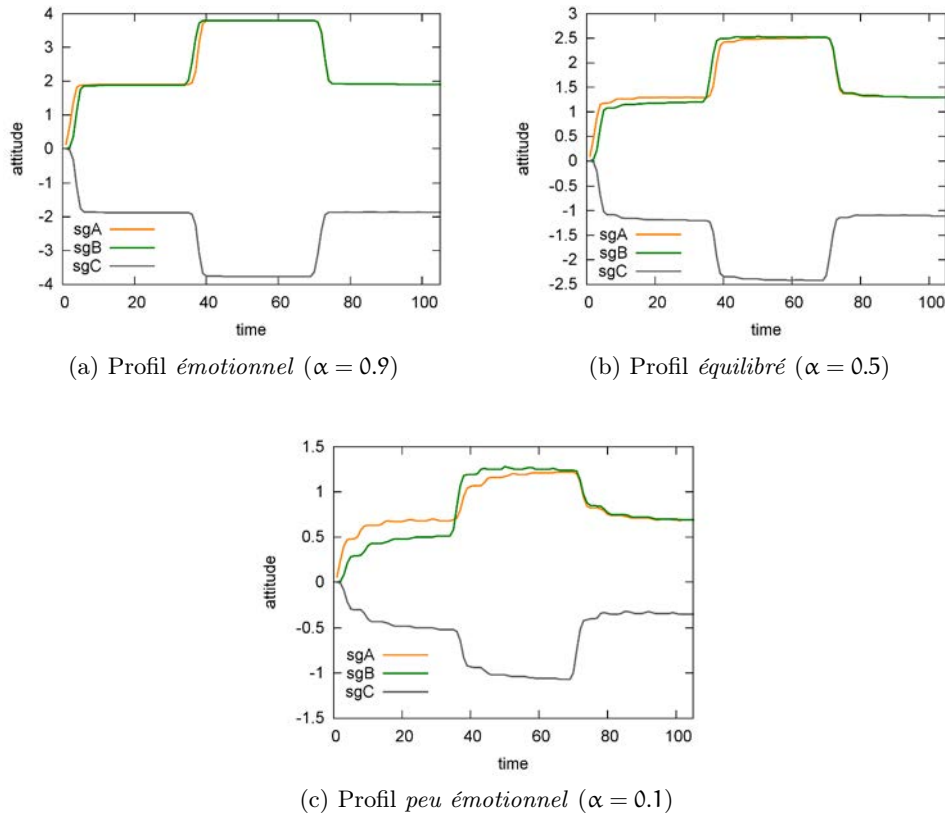 4
3
2
1
0
-1
-2
-3
-4
attitude
sgA
sgB
sgC
0 20 40 60 80 100
time
(a) Profil émotionnel (α = 0.9)
3
2.5
2
1.5
1
0.5
0
-0.5
-1
-1.5
-2
-2.5
attitude
sgA
sgB
sgC
0 20 40 60 80 100
time
(b) Profil équilibré (α = 0.5)
1.5
1
0.5
0
-0.5
-1
-1.5
attitude
sgA
sgB
sgC
0 20 40 60 80 100
time
(c) Profil peu émotionnel (α = 0.1)